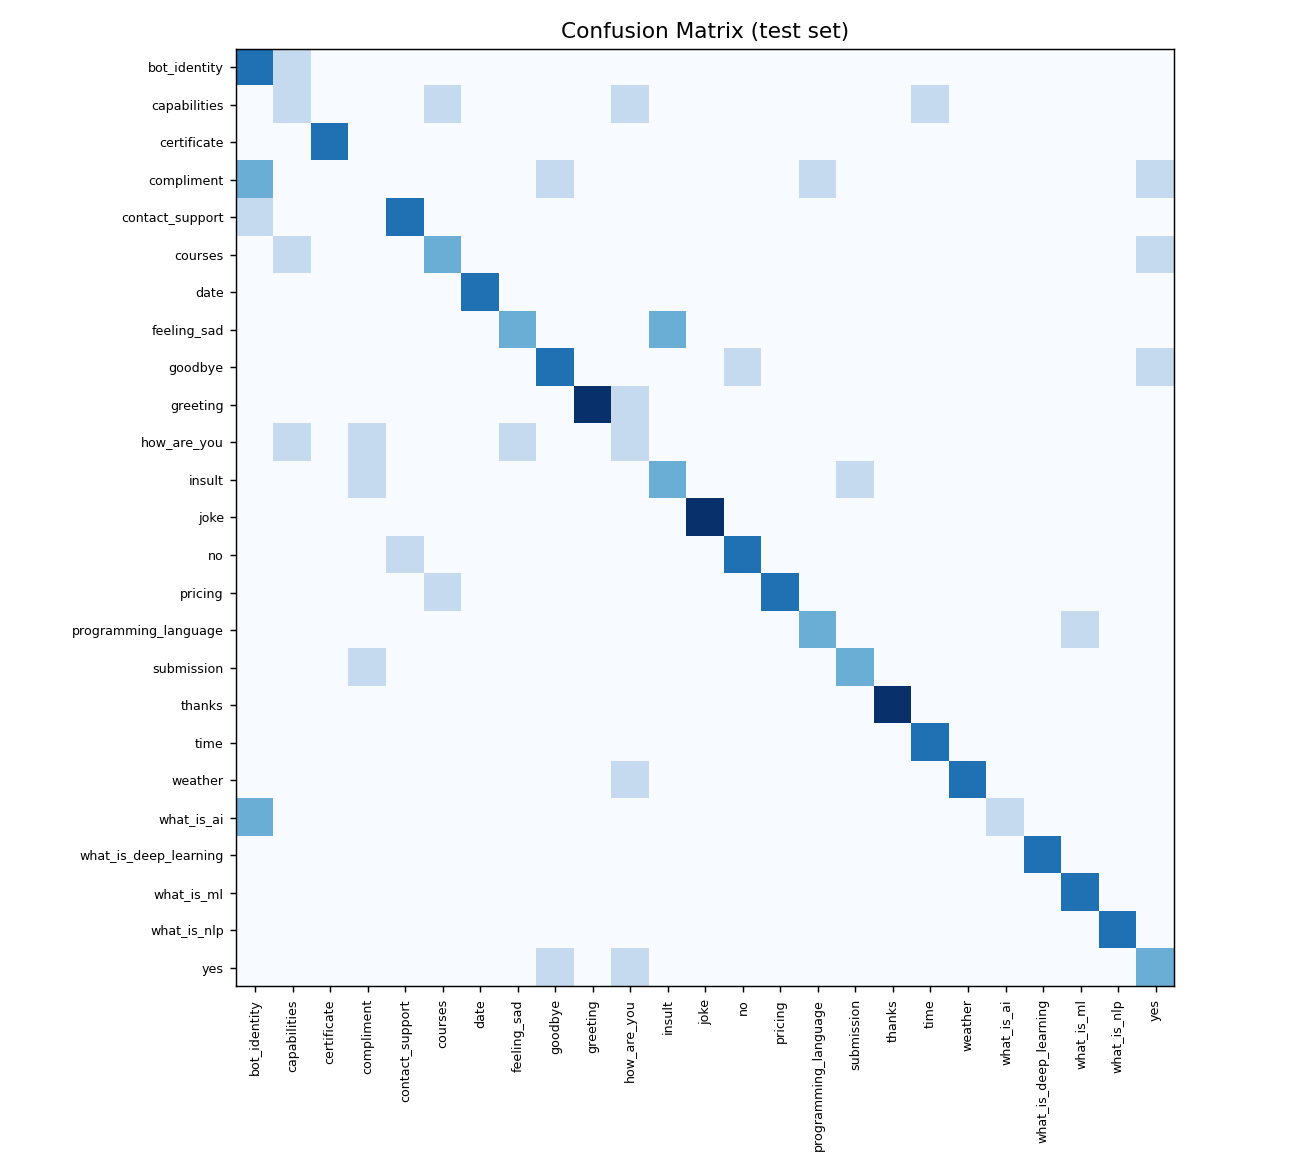 Confusion Matrix (test set)
bot_identity
capabilities
certificate
compliment
contact_support
courses
date
feeling_sad
goodbye
greeting
how_are_you
insult
joke
no
pricing
programming_language
submission
thanks
time
weather
what_is_ai
what_is_deep_learning
what_is_ml
what_is_nlp
yes
bot_identity
capabilities
certificate
compliment
contact_support
courses
date
feeling_sad
goodbye
greeting
how_are_you
insult
joke
no
pricing
programming_language
submission
thanks
time
weather
what_is_ai
what_is_deep_learning
what_is_ml
what_is_nlp
yes